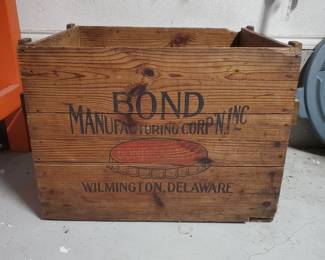 BOND
MANUFACTURING CORP'N. INC
WILMINGTON, DELAWARE